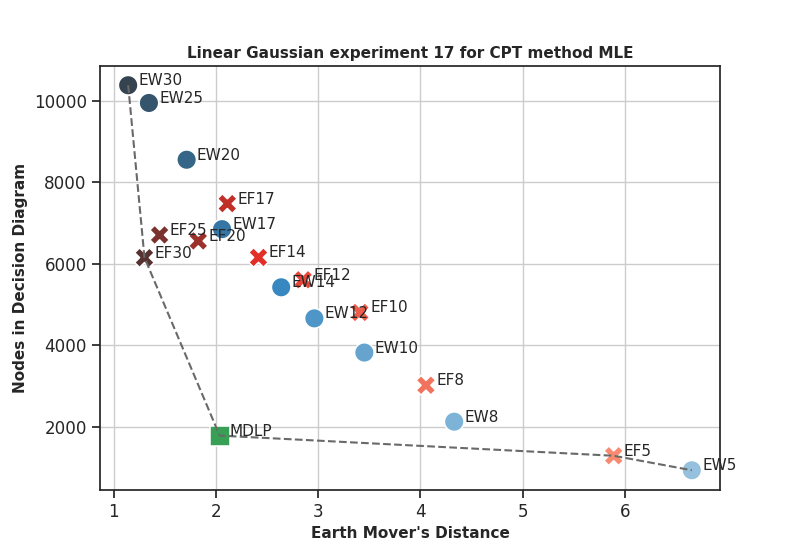 Linear Gaussian experiment 17 for CPT method MLE
Nodes in Decision Diagram
10000
8000
6000
4000
2000
EW30
EW25
EW20
EF17
EW17
EF25
EF20
EF30
EF14
EF12
EW14
EF10
EW12
EW10
EF8
EW8
MDLP
EF5
EW5
1
2
3
4
5
6
Earth Mover's Distance